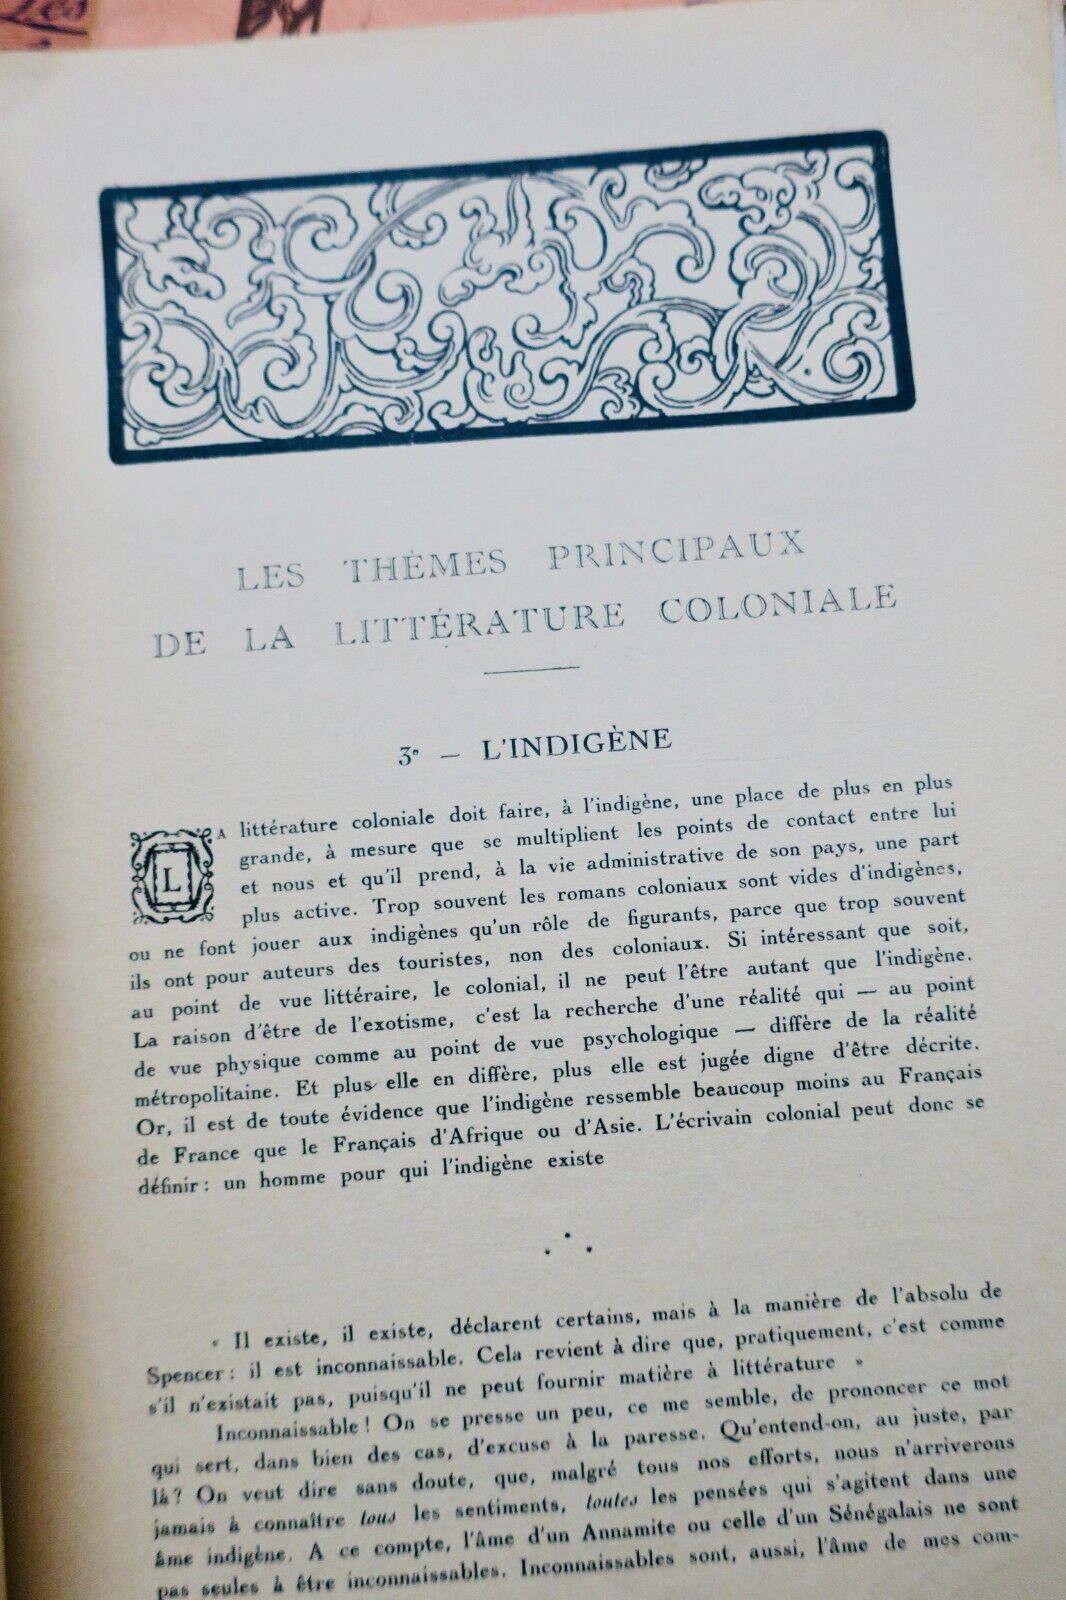 Les
LES THÈMES PRINCIPAUX
DE LA LITTÉRATURE COLONIALE
3e — L'INDIGÈNE
LA littérature coloniale doit faire, à l'indigène, une place de plus en plus
grande, à mesure que se multiplient les points de contact entre lui
et nous et qu'il prend, à la vie administrative de son pays, une part
plus active. Trop souvent les romans coloniaux sont vides d'indigènes,
ou ne font jouer aux indigènes qu'un rôle de figurants, parce que trop souvent
ils ont pour auteurs des touristes, non des coloniaux. Si intéressant que soit,
au point de vue littéraire, le colonial, il ne peut l'être autant que l'indigène.
La raison d'être de l'exotisme, c'est la recherche d'une réalité qui — au point
de vue physique comme au point de vue psychologique — diffère de la réalité
métropolitaine. Et plus elle en diffère, plus elle est jugée digne d'être décrite.
Or, il est de toute évidence que l'indigène ressemble beaucoup moins au Français
de France que le Français d'Afrique ou d'Asie. L'écrivain colonial peut donc se
définir : un homme pour qui l'indigène existe
« Il existe, il existe, déclarent certains, mais à la manière de l'absolu de
Spencer : il est inconnaissable. Cela revient à dire que, pratiquement, c'est comme
s'il n'existait pas, puisqu'il ne peut fournir matière à littérature »
Inconnaissable ! On se presse un peu, ce me semble, de prononcer ce mot
qui sert, dans bien des cas, d'excuse à la paresse. Qu'entend-on, au juste, par
là ? On veut dire sans doute, que, malgré tous nos efforts, nous n'arriverons
jamais à connaître tous les sentiments, toutes les pensées qui s'agitent dans une
âme indigène. A ce compte, l'âme d'un Annamite ou celle d'un Sénégalais ne sont
pas seules à être inconnaissables. Inconnaissables sont, aussi, l'âme de mes com-